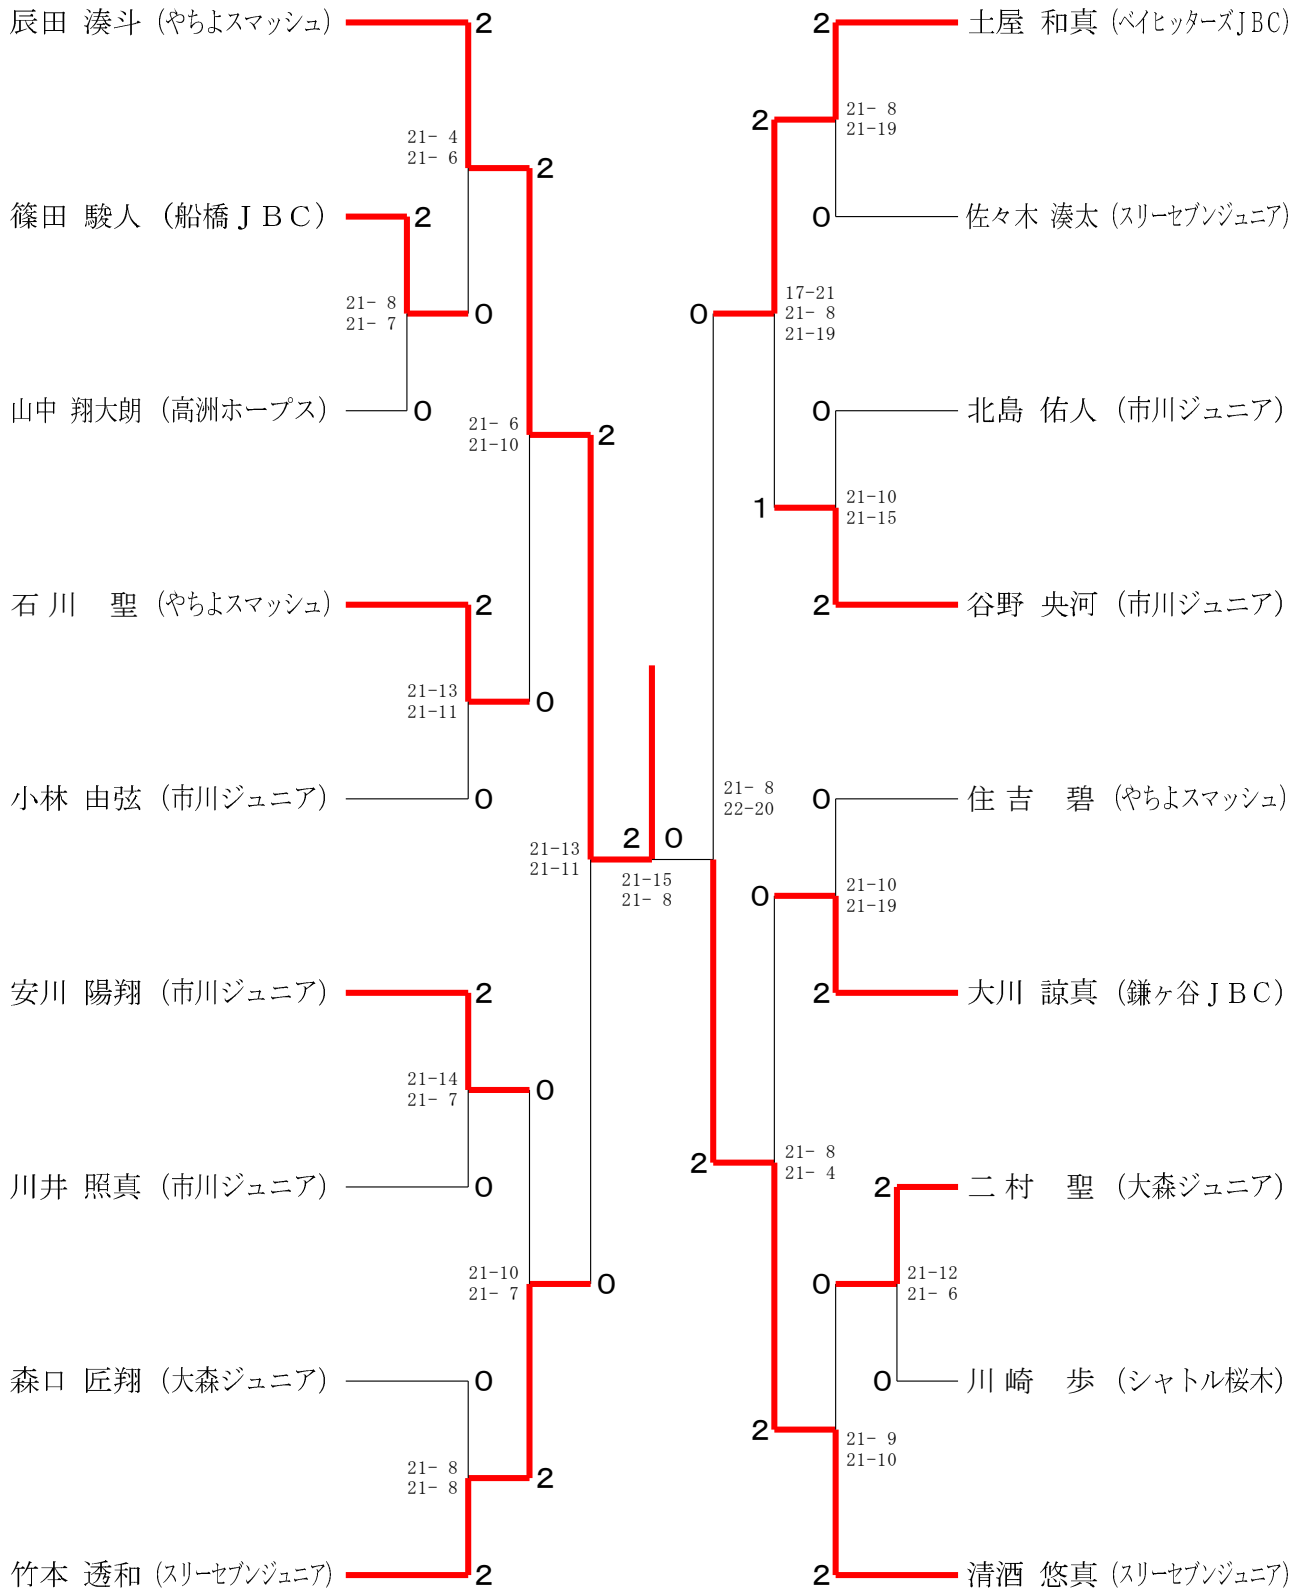 辰田 湊斗 (やちよスマッシュ) 2
21- 4
21- 6
2
篠田 駿人 (船橋ＪＢＣ) 2
21- 8
21- 7
0
山中 翔大朗 (高洲ホープス) 0
21- 6
21-10
2
石川 聖 (やちよスマッシュ) 2
21-13
21-11
0
小林 由弦 (市川ジュニア) 0
21-13
21-11
2 0
21-15
21- 8
安川 陽翔 (市川ジュニア) 2
21-14
21- 7
0
川井 照真 (市川ジュニア) 0
21-10
21- 7
0
森口 匠翔 (大森ジュニア) 0
21- 8
21- 8
2
竹本 透和 (スリーセブンジュニア) 2
2 土屋 和真 (ベイヒッターズＪＢＣ)
2
21- 8
21-19
0 佐々木 湊太 (スリーセブンジュニア)
0
17-21
21- 8
21-19
0 北島 佑人 (市川ジュニア)
1
21-10
21-15
2 谷野 央河 (市川ジュニア)
21- 8
22-20
0 住吉 碧 (やちよスマッシュ)
0
21-10
21-19
2 大川 諒真 (鎌ヶ谷ＪＢＣ)
2
21- 8
21- 4
2 二村 聖 (大森ジュニア)
0
21-12
21- 6
0 川崎 歩 (シャトル桜木)
2
21- 9
21-10
2 清酒 悠真 (スリーセブンジュニア)